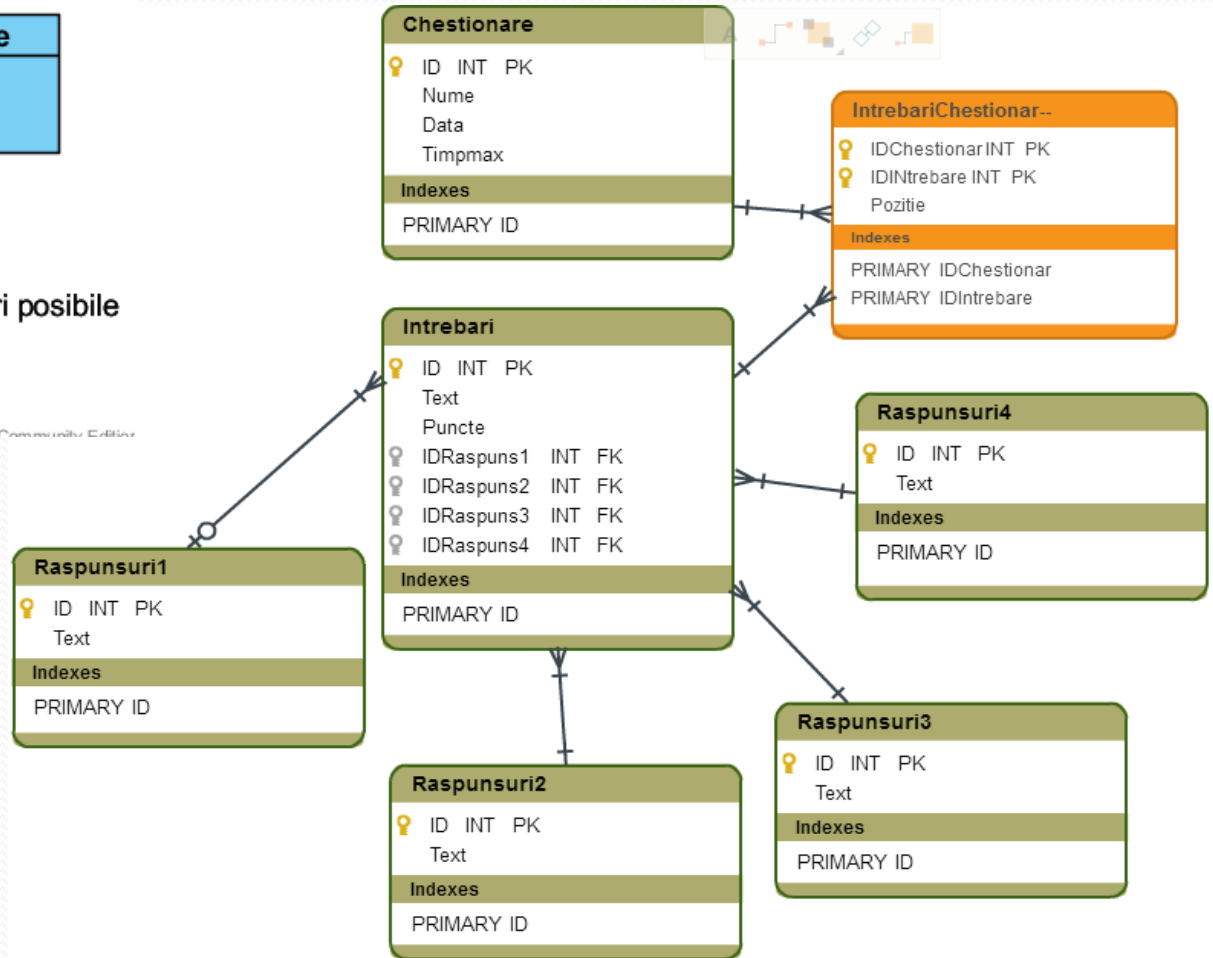 e
ri posibile
Community Edition
Chestionare
ID INT PK
Nume
Data
Timpmax
Indexes
PRIMARY ID
A
IntrebariChestionar--
IDChestionar INT PK
IDINtrebare INT PK
Pozitie
Indexes
PRIMARY IDChestionar
PRIMARY IDIntrebare
Intrebari
ID INT PK
Text
Puncte
IDRaspuns1 INT FK
IDRaspuns2 INT FK
IDRaspuns3 INT FK
IDRaspuns4 INT FK
Indexes
PRIMARY ID
Raspunsuri4
ID INT PK
Text
Indexes
PRIMARY ID
Raspunsuri1
ID INT PK
Text
Indexes
PRIMARY ID
Raspunsuri3
ID INT PK
Text
Indexes
PRIMARY ID
Raspunsuri2
ID INT PK
Text
Indexes
PRIMARY ID